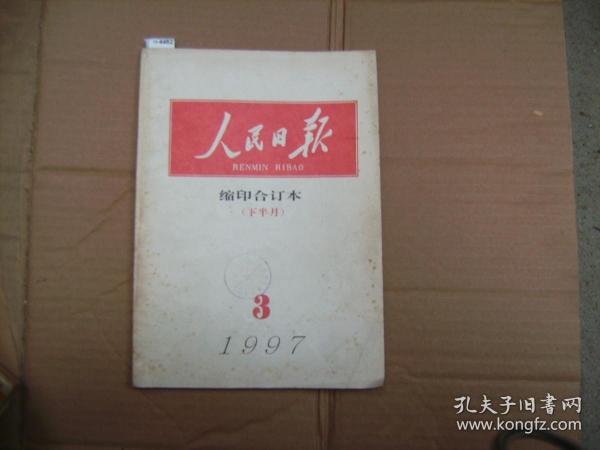 人民日报
RENMIN RIBAO
缩印合订本
(下半月)
3
1997
孔夫子旧书网
www.kongfz.com